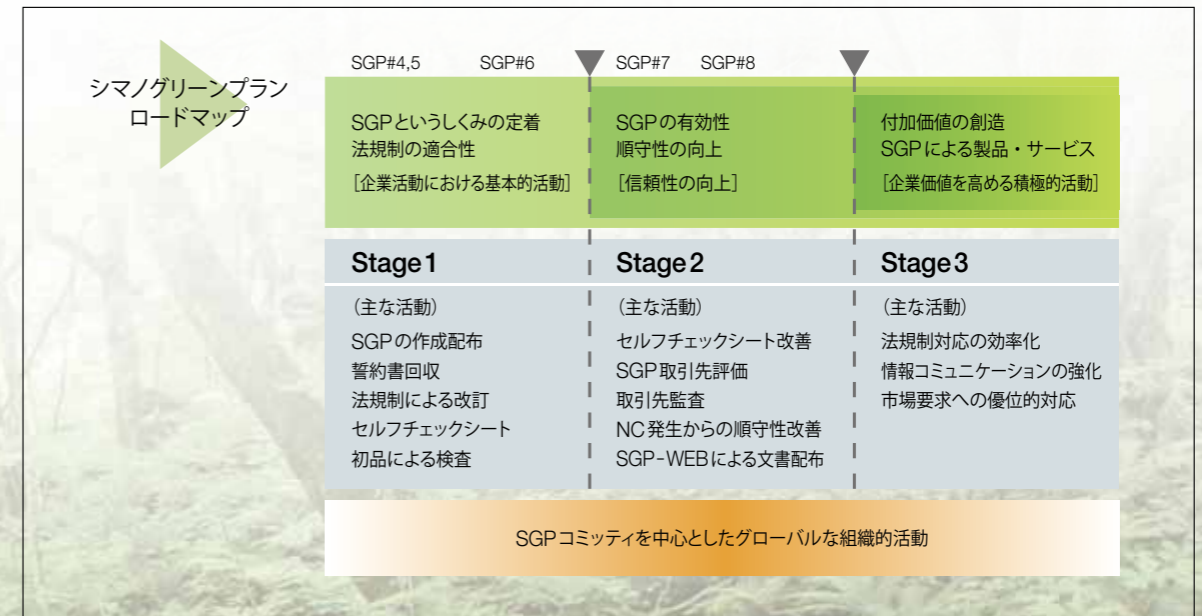 シマノグリーンプラン
ロードマップ
SGP#4,5
SGP#6
SGP#7
SGP#8
SGPというしくみの定着
法規制の適合性
[企業活動における基本的活動]
SGPの有効性
順守性の向上
[信頼性の向上]
付加価値の創造
SGPによる製品・サービス
[企業価値を高める積極的活動]
Stage1
(主な活動)
SGPの作成配布
誓約書回収
法規制による改訂
セルフチェックシート
初品による検査
Stage2
(主な活動)
セルフチェックシート改善
SGP取引先評価
取引先監査
NC発生からの順守性改善
SGP-WEBによる文書配布
Stage3
(主な活動)
法規制対応の効率化
情報コミュニケーションの強化
市場要求への優位的対応
SGPコミッティを中心としたグローバルな組織的活動